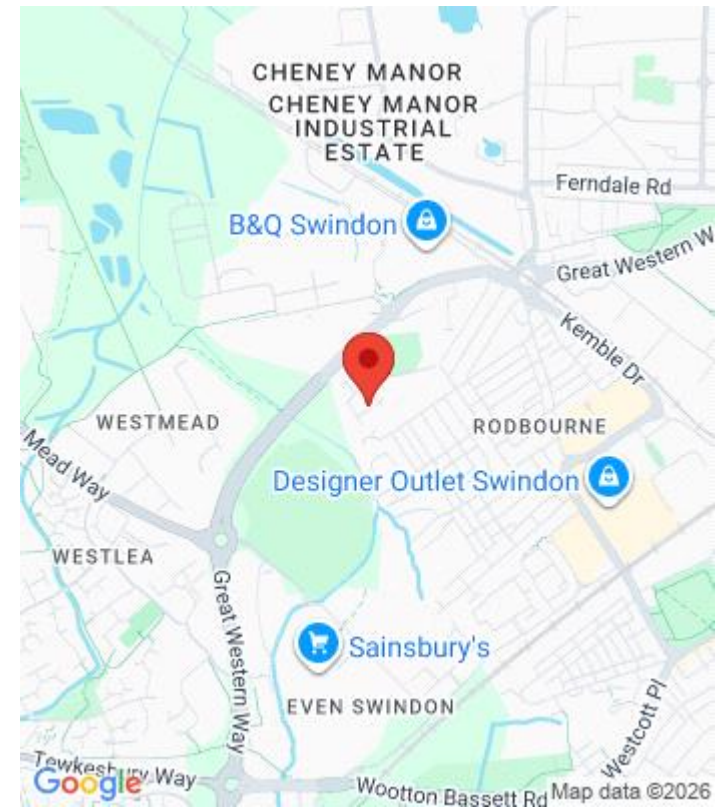 CHENEY MANOR
CHENEY MANOR
INDUSTRIAL
ESTATE
Ferndale Rd
B&Q Swindon
Great Western W
Kemble Dr
WESTMEAD
RODBOURNE
Mead Way
Designer Outlet Swindon
WESTLEA
Great Western Way
Sainsbury's
EVEN SWINDON
Westcott Pl
Tewkesbury Way
Google
Wootton Bassett Rd
Map data ©2026